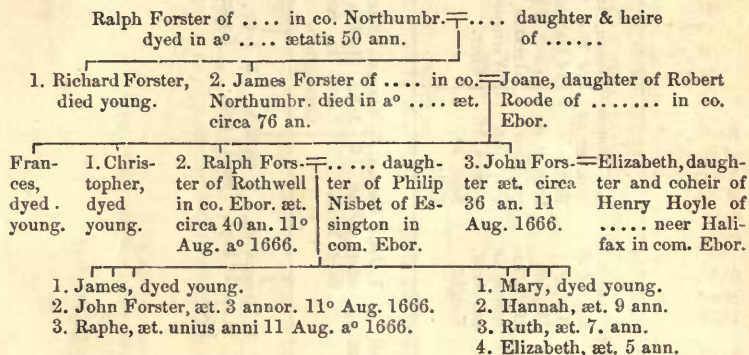 Ralph Forster of .... in co. Northumbr. .... daughter & heire
dyed in aº .... ætatis 50 ann. of ......
1. Richard Forster,
died young.
2. James Forster of .... in co.
Northumbr. died in aº .... æt.
circa 76 an.
Joane, daughter of Robert
Roode of ....... in co.
Ebor.
Fran-
ces,
dyed.
young.
1. Chris-
topher,
dyed
young.
2. Ralph Fors-
ter of Rothwell
in co. Ebor. æt.
circa 40 an. 11º
Aug. aº 1666.
..... daugh-
ter of Philip
Nisbet of Es-
sington in
com. Ebor.
3. John Fors-
ter æt. circa
36 an. 11
Aug. 1666.
Elizabeth, daugh-
ter and coheir of
Henry Hoyle of
..... neer Hali-
fax in com. Ebor.
1. James, dyed young.
2. John Forster, æt. 3 annor. 11º Aug. 1666.
3. Raphe, æt. unius anni 11 Aug. aº 1666.
1. Mary, dyed young.
2. Hannah, æt. 9 ann.
3. Ruth, æt. 7. ann.
4. Elizabeth, æt. 5 ann.